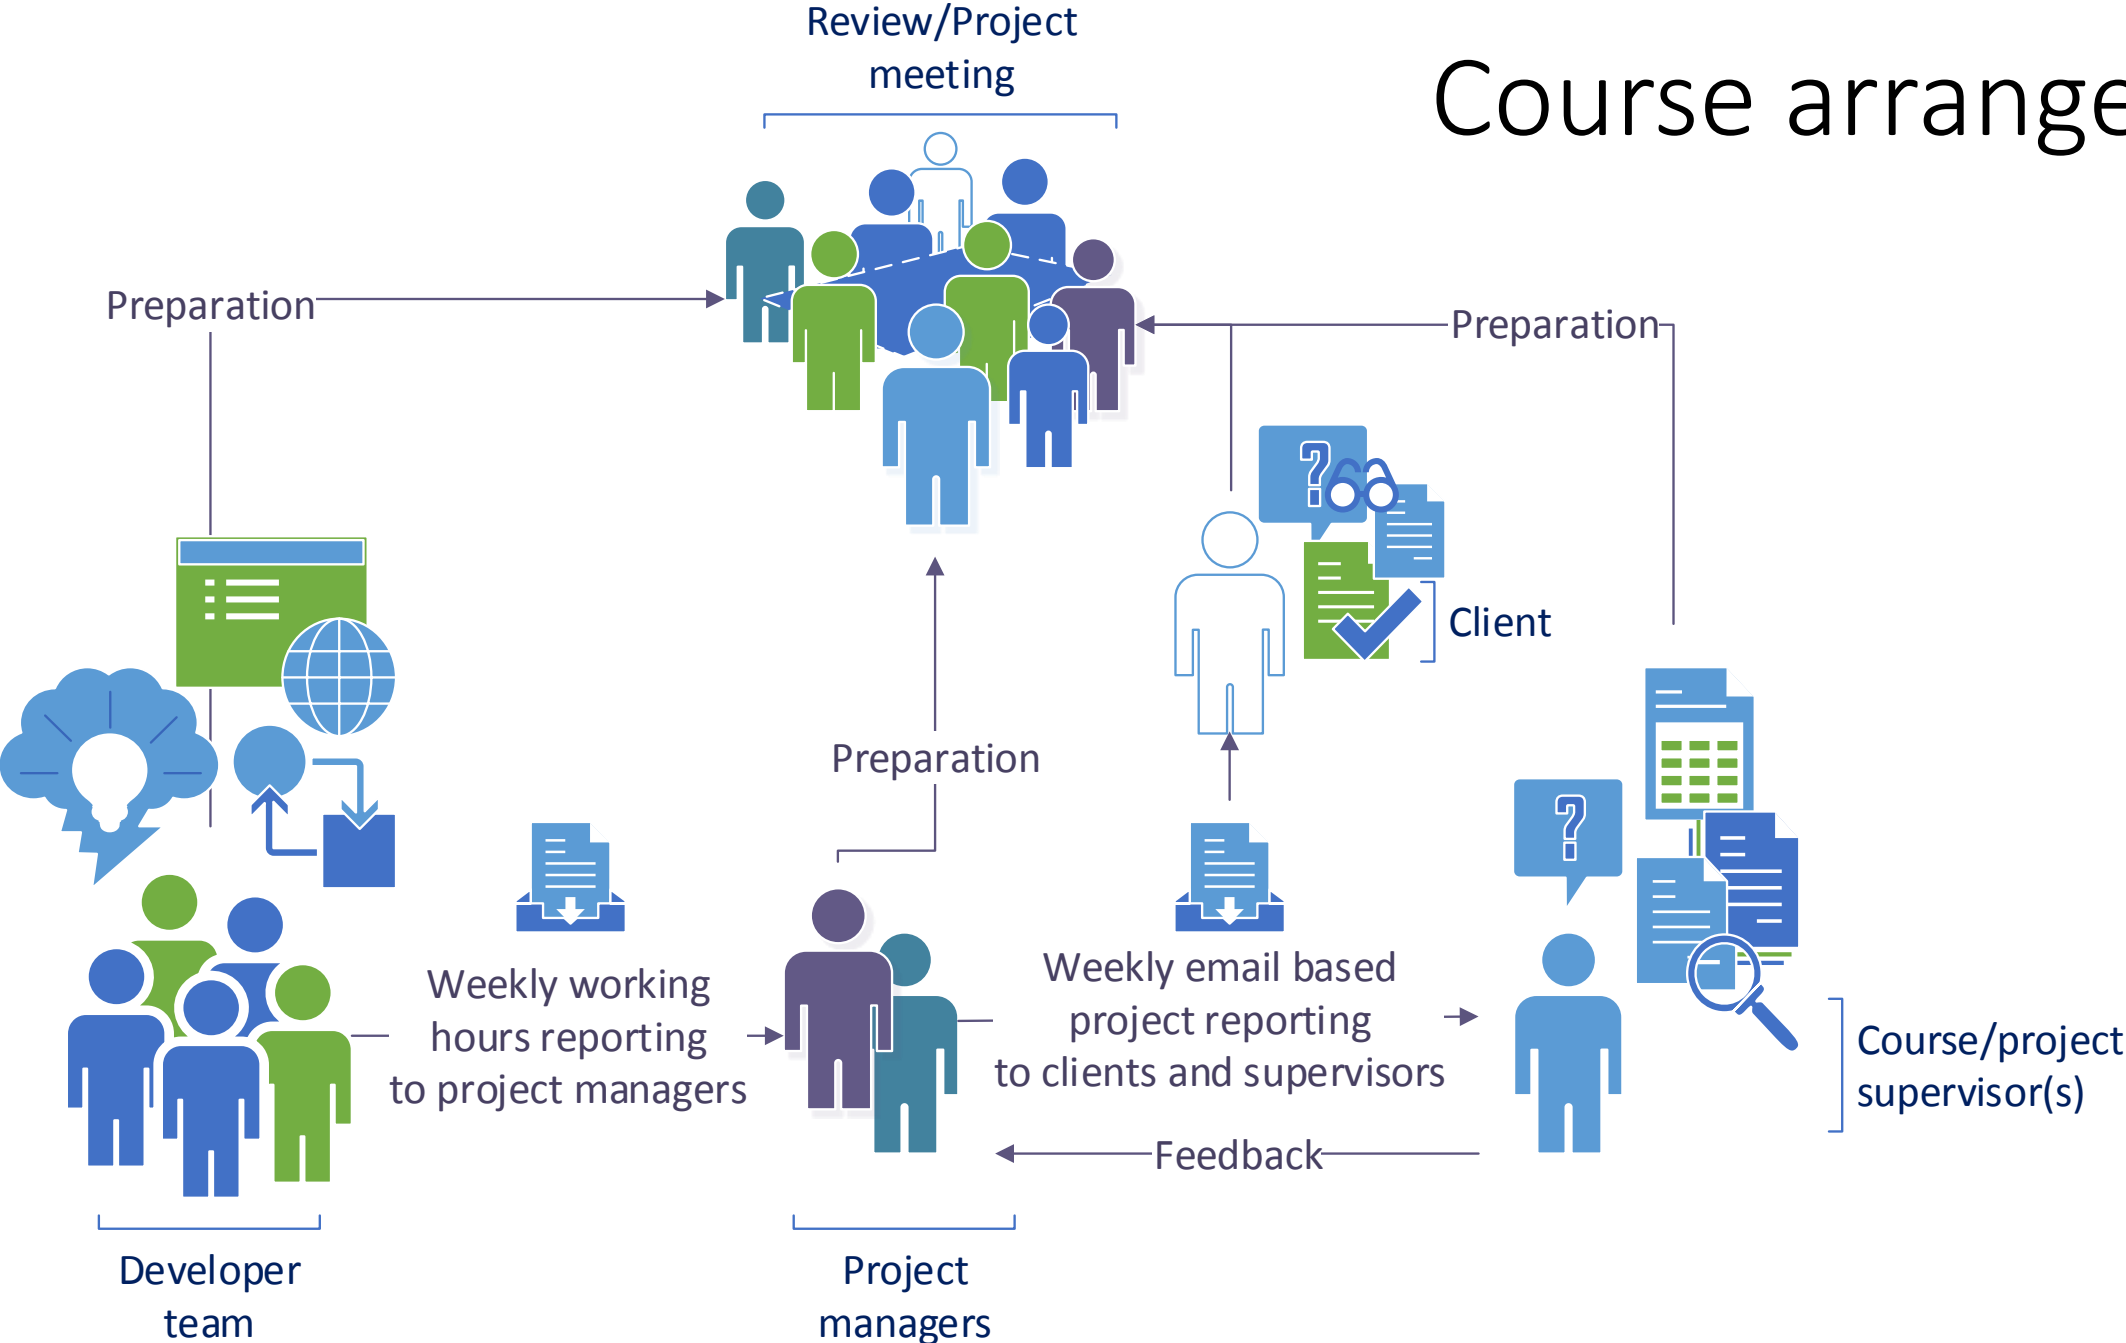 Review/Project
meeting
Course arrange
Preparation
Preparation
Client
Preparation
?
?
Weekly working
hours reporting
to project managers
Weekly email based
project reporting
to clients and supervisors
Course/project
supervisor(s)
Feedback
Developer
team
Project
managers